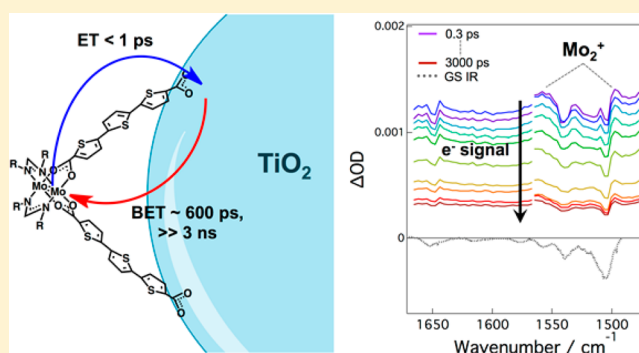 ET < 1 ps
TiO₂
BET ~ 600 ps,
>> 3 ns
R
R
N
N
Mo
Mo
N
N
R
R
O
O
O
O
S
S
S
O
O
S
S
S
O
O
0.002
0.001
0
ΔOD
0.3 ps
3000 ps
GS IR
Mo₂⁺
e⁻ signal
1650
1600
1550
1500
Wavenumber / cm⁻¹